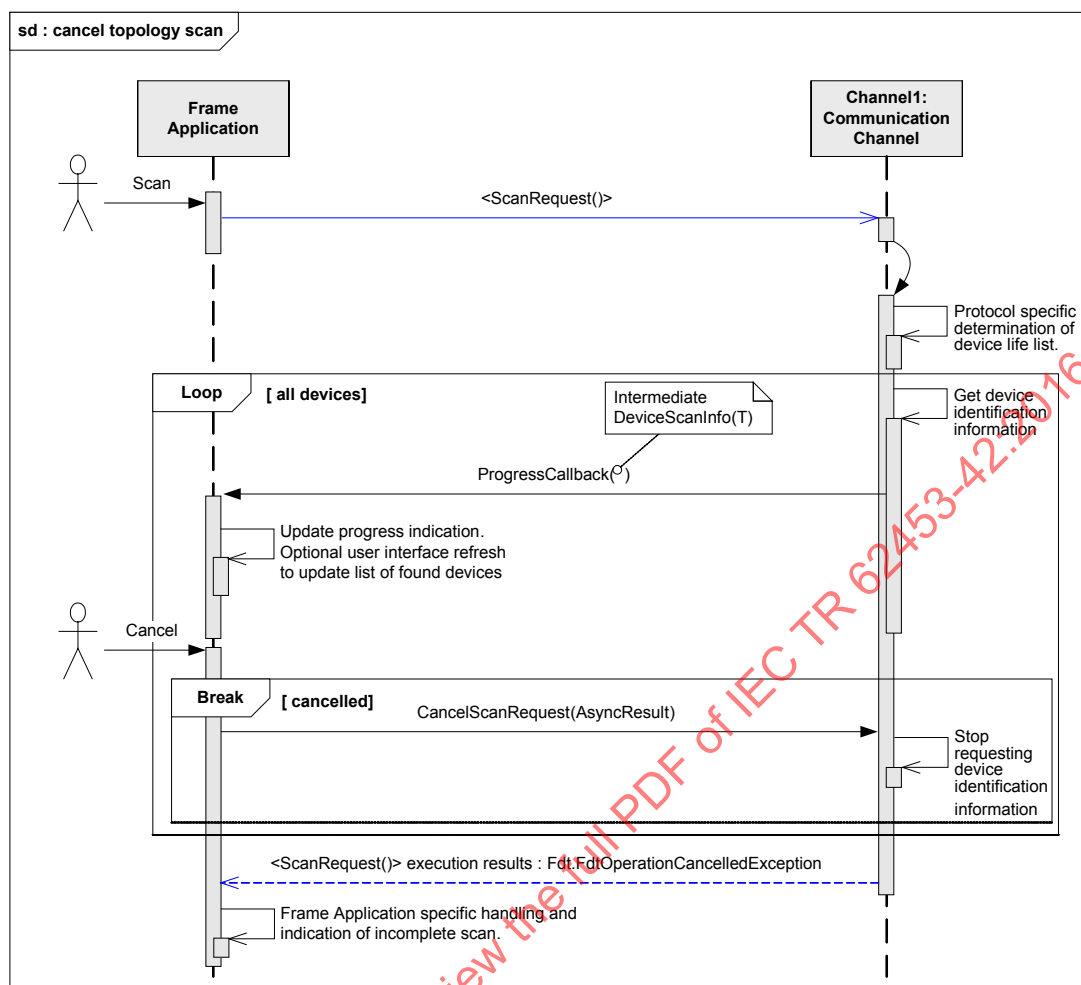 sd : cancel topology scan
Frame
Application
Channel1:
Communication
Channel
Scan
<ScanRequest()>
Protocol specific
determination of
device life list.
Loop
[ all devices]
Intermediate
DeviceScanInfo(T)
Get device
identification
information
ProgressCallback( )
Update progress indication.
Optional user interface refresh
to update list of found devices
Cancel
Break
[ cancelled]
CancelScanRequest(AsyncResult)
Stop
requesting
device
identification
information
<ScanRequest()> execution results : Fdt.FdtOperationCancelledException
Frame Application specific handling and
indication of incomplete scan.
view the full PDF of IEC TR 62453-42:2016